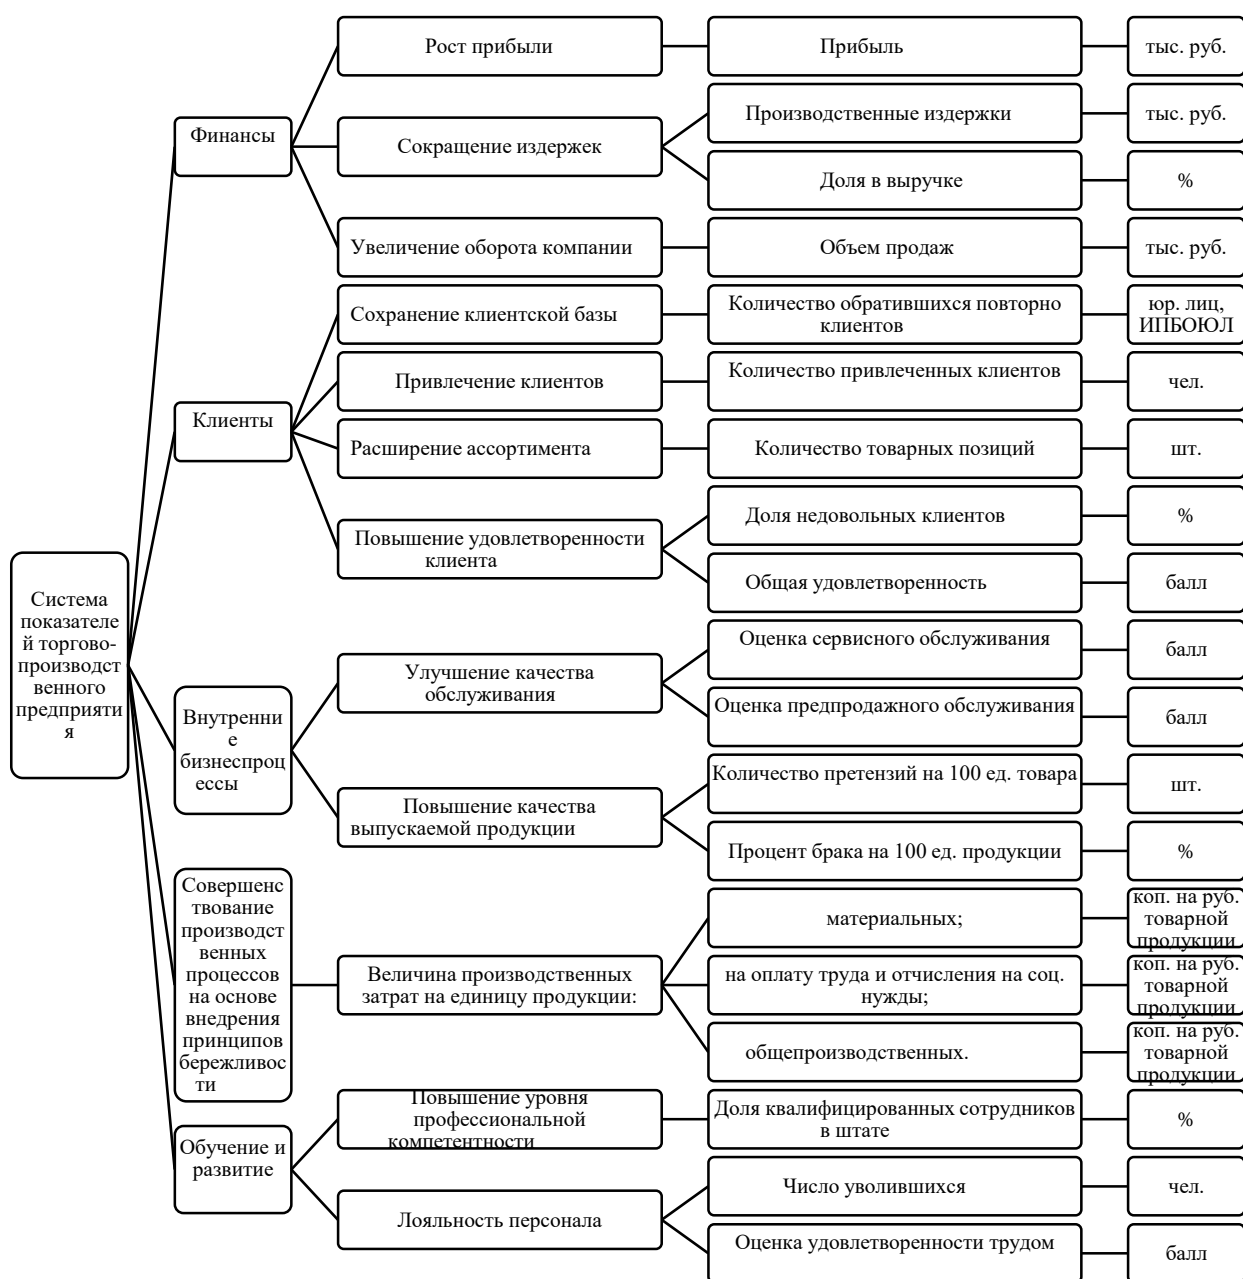 Система
показателе
й торгово-
производст
венного
предприяти
я
Финансы
Рост прибыли
Прибыль
тыс. руб.
Сокращение издержек
Производственные издержки
тыс. руб.
Доля в выручке
%
Увеличение оборота компании
Объем продаж
тыс. руб.
Клиенты
Сохранение клиентской базы
Количество обратившихся повторно
клиентов
юр. лиц,
ИПБОЮЛ
Привлечение клиентов
Количество привлеченных клиентов
чел.
Расширение ассортимента
Количество товарных позиций
шт.
Повышение удовлетворенности
клиента
Доля недовольных клиентов
%
Общая удовлетворенность
балл
Внутренни
е
бизнеспроц
ессы
Улучшение качества
обслуживания
Оценка сервисного обслуживания
балл
Оценка предпродажного обслуживания
балл
Повышение качества
выпускаемой продукции
Количество претензий на 100 ед. товара
шт.
Процент брака на 100 ед. продукции
%
Совершенс
твование
производст
венных
процессов
на основе
внедрения
принципов
бережливос
ти
Величина производственных
затрат на единицу продукции:
материальных;
коп. на руб.
товарной
продукции
на оплату труда и отчисления на соц.
нужды;
коп. на руб.
товарной
продукции
общепроизводственных.
коп. на руб.
товарной
продукции
Обучение и
развитие
Повышение уровня
профессиональной
компетентности
Доля квалифицированных сотрудников
в штате
%
Лояльность персонала
Число уволившихся
чел.
Оценка удовлетворенности трудом
балл